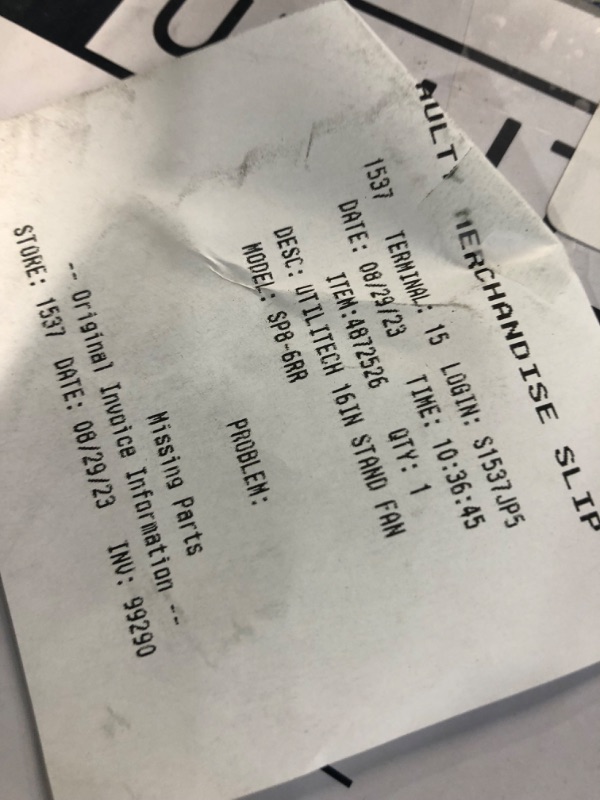 AULTY MERCHANDISE SLIP
1537 TERMINAL: 15 LOGIN: S1537JP5
DATE: 08/29/23 TIME: 10:36:45
ITEM:4872526 QTY: 1
DESC: UTILITECH 16IN STAND FAN
MODEL: SP8-6RR
PROBLEM:
Missing Parts
-- Original Invoice Information --
STORE: 1537 DATE: 08/29/23 INV: 99290